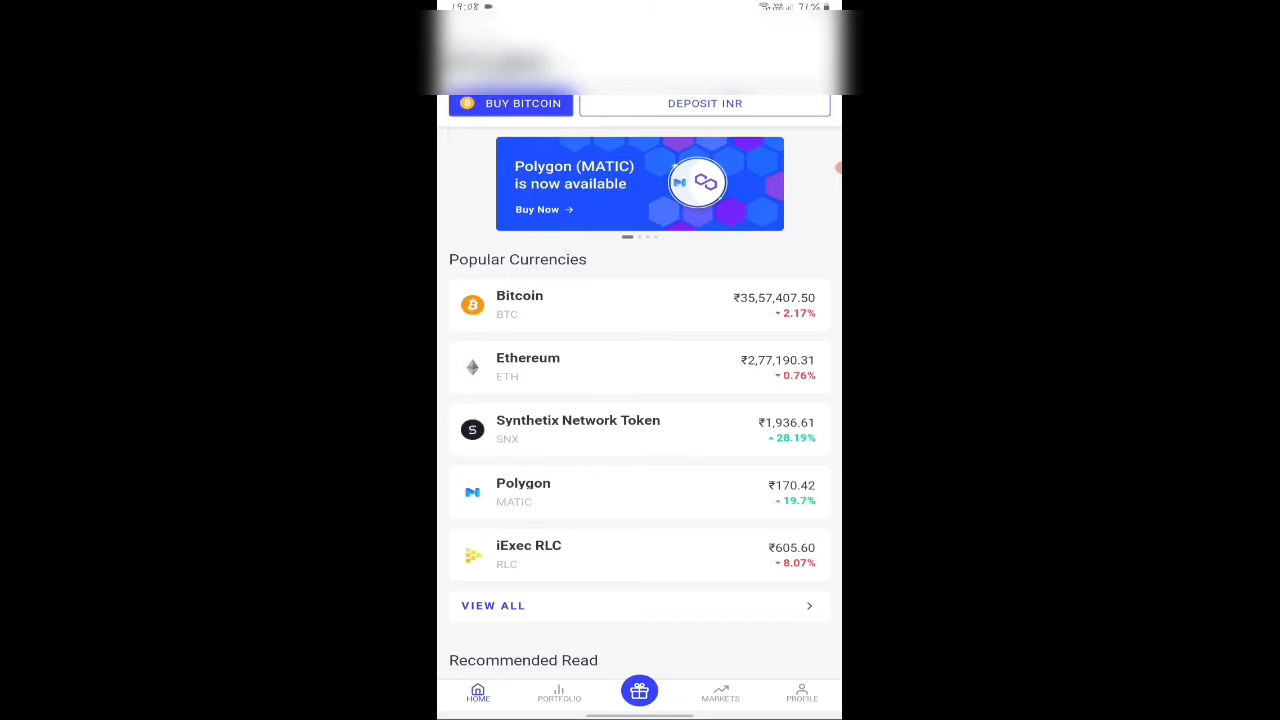 19:08
71%
BUY BITCOIN
DEPOSIT INR
Polygon (MATIC)
is now available
Buy Now →
Popular Currencies
Bitcoin
₹35,57,407.50
BTC
2.17%
Ethereum
₹2,77,190.31
ETH
0.76%
Synthetix Network Token
₹1,936.61
SNX
28.19%
Polygon
₹170.42
MATIC
19.7%
iExec RLC
₹605.60
RLC
8.07%
VIEW ALL
Recommended Read
HOME
PORTFOLIO
MARKETS
PROFILE